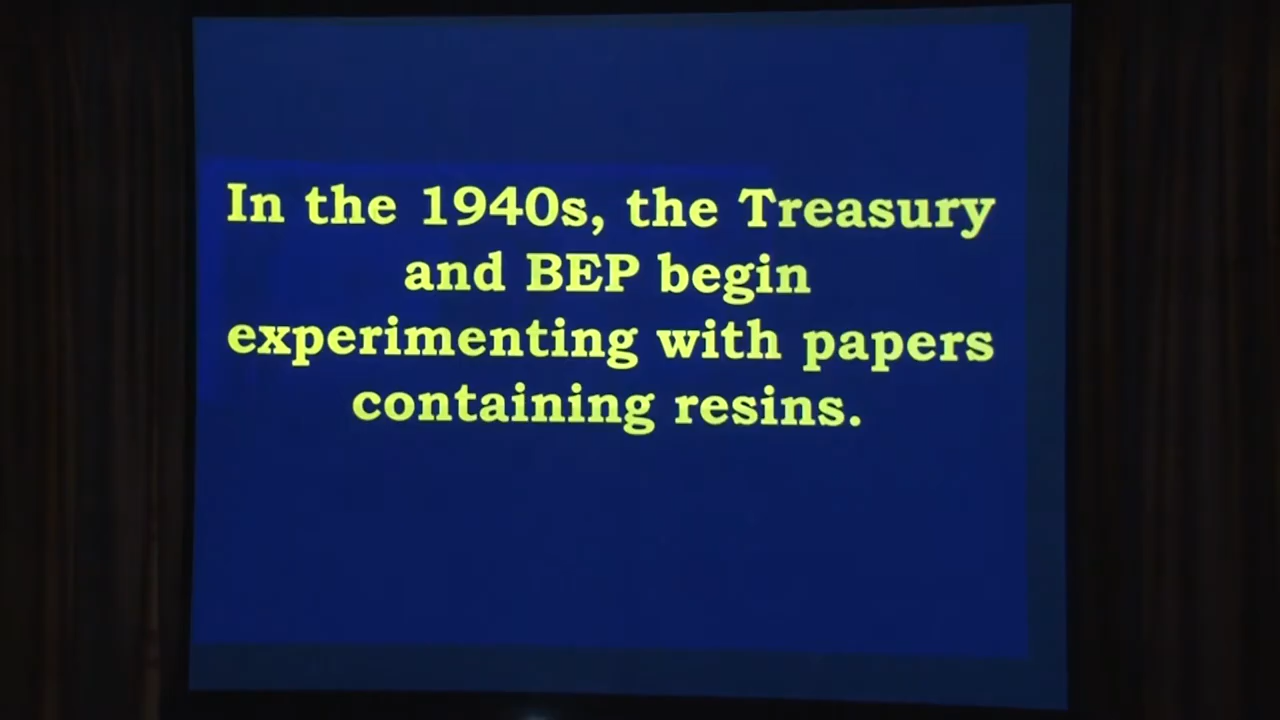 In the 1940s, the Treasury
and BEP begin
experimenting with papers
containing resins.